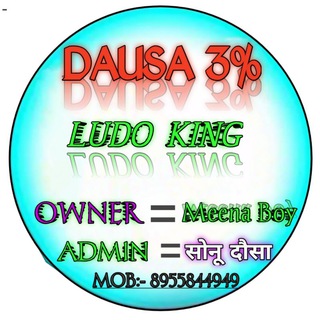 DAUSA 3%
LUDO KING
OWNER = Meena Boy
ADMIN = सोनू दौसा
MOB:- 8955844949